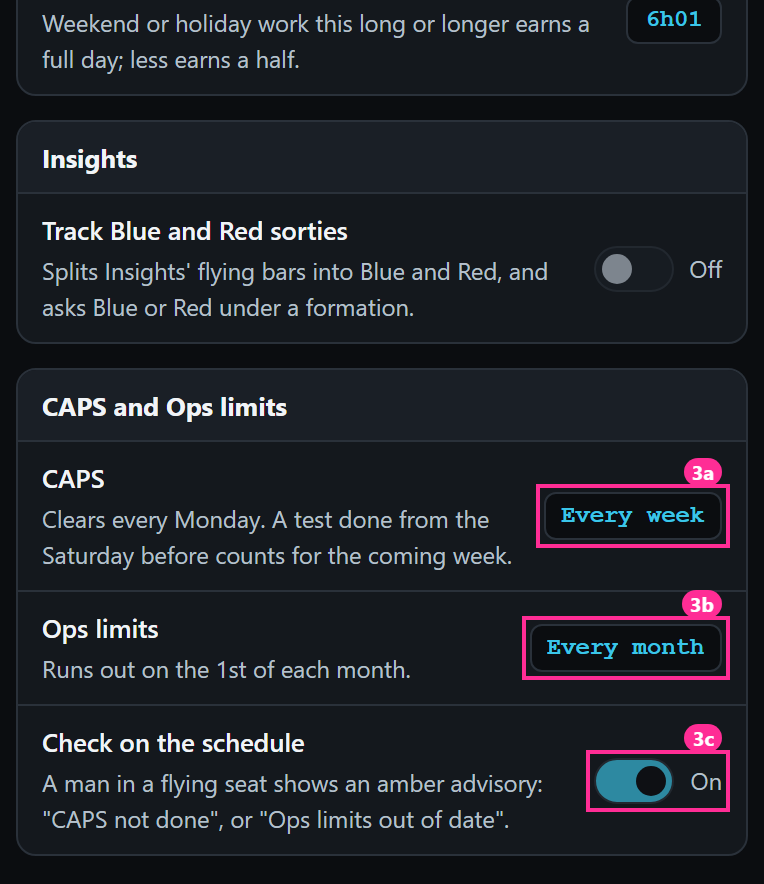 Weekend or holiday work this long or longer earns a
full day; less earns a half.
6h01
Insights
Track Blue and Red sorties
Splits Insights' flying bars into Blue and Red, and
asks Blue or Red under a formation.
Off
CAPS and Ops limits
CAPS
Clears every Monday. A test done from the
Saturday before counts for the coming week.
3a
Every week
Ops limits
Runs out on the 1st of each month.
3b
Every month
Check on the schedule
A man in a flying seat shows an amber advisory:
"CAPS not done", or "Ops limits out of date".
3c
On